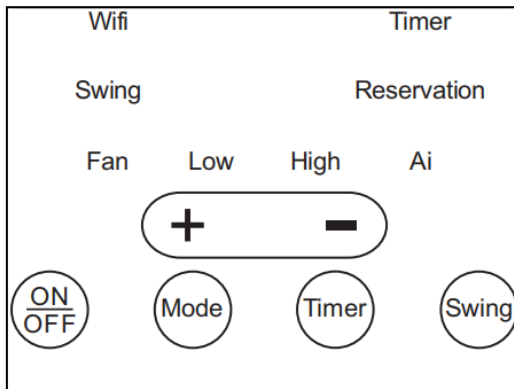 Wifi Timer
Swing Reservation
Fan Low High Ai
+ −
ON
OFF Mode Timer Swing